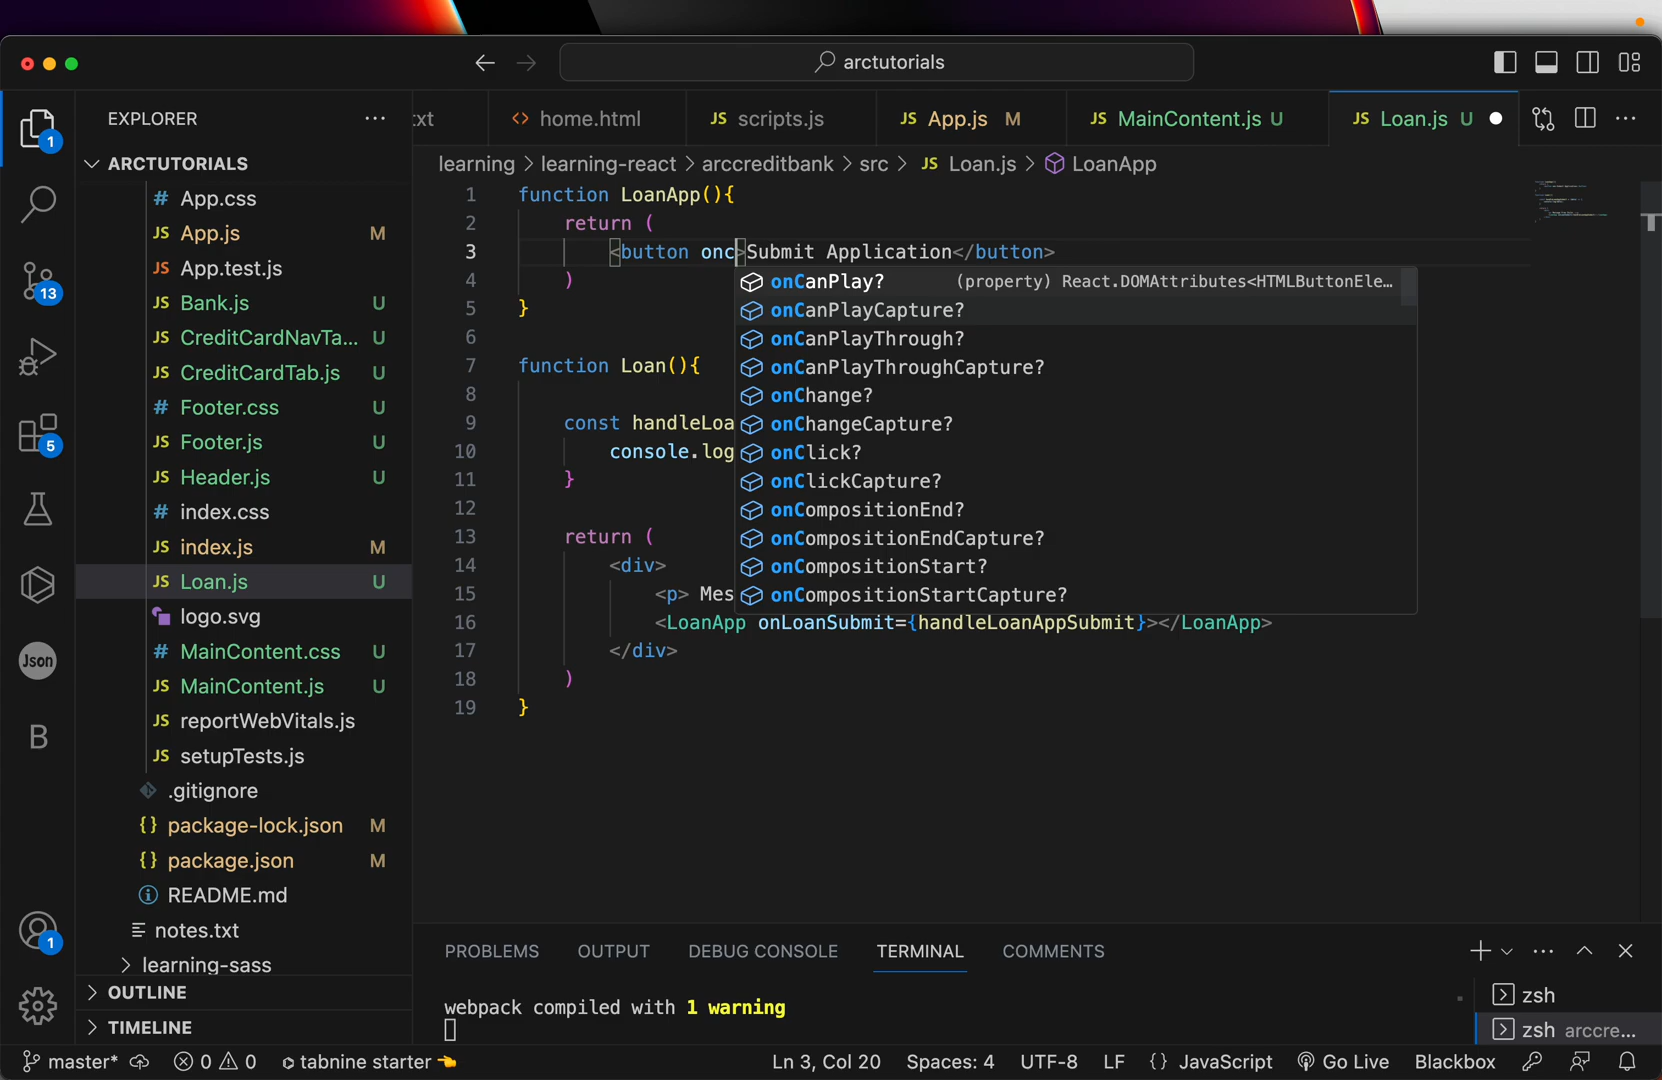 arctutorials
EXPLORER
txt
home.html
JS scripts.js
JS App.js M
JS MainContent.js U
JS Loan.js U
1
ARCTUTORIALS
learning > learning-react > arccreditbank > src > JS Loan.js > LoanApp
# App.css
JS App.js M
JS App.test.js
JS Bank.js U
JS CreditCardNavTa... U
JS CreditCardTab.js U
# Footer.css U
JS Footer.js U
JS Header.js U
# index.css
JS index.js M
JS Loan.js U
logo.svg
# MainContent.css U
JS MainContent.js U
JS reportWebVitals.js
JS setupTests.js
.gitignore
{} package-lock.json M
{} package.json M
README.md
notes.txt
> learning-sass
> OUTLINE
> TIMELINE
13
5
Json
B
1
1 function LoanApp(){
2 return (
3 <button onc>Submit Application</button>
4 )
5 }
6
7 function Loan(){
8
9 const handleLoa
10 console.log
11 }
12
13 return (
14 <div>
15 <p> Mes
16 <LoanApp onLoanSubmit={handleLoanAppSubmit}></LoanApp>
17 </div>
18 )
19 }
onCanPlay? (property) React.DOMAttributes<HTMLButtonEle...
onCanPlayCapture?
onCanPlayThrough?
onCanPlayThroughCapture?
onChange?
onChangeCapture?
onClick?
onClickCapture?
onCompositionEnd?
onCompositionEndCapture?
onCompositionStart?
onCompositionStartCapture?
PROBLEMS OUTPUT DEBUG CONSOLE TERMINAL COMMENTS
webpack compiled with 1 warning
zsh
zsh arccre...
master* 0 0 tabnine starter Ln 3, Col 20 Spaces: 4 UTF-8 LF {} JavaScript Go Live Blackbox